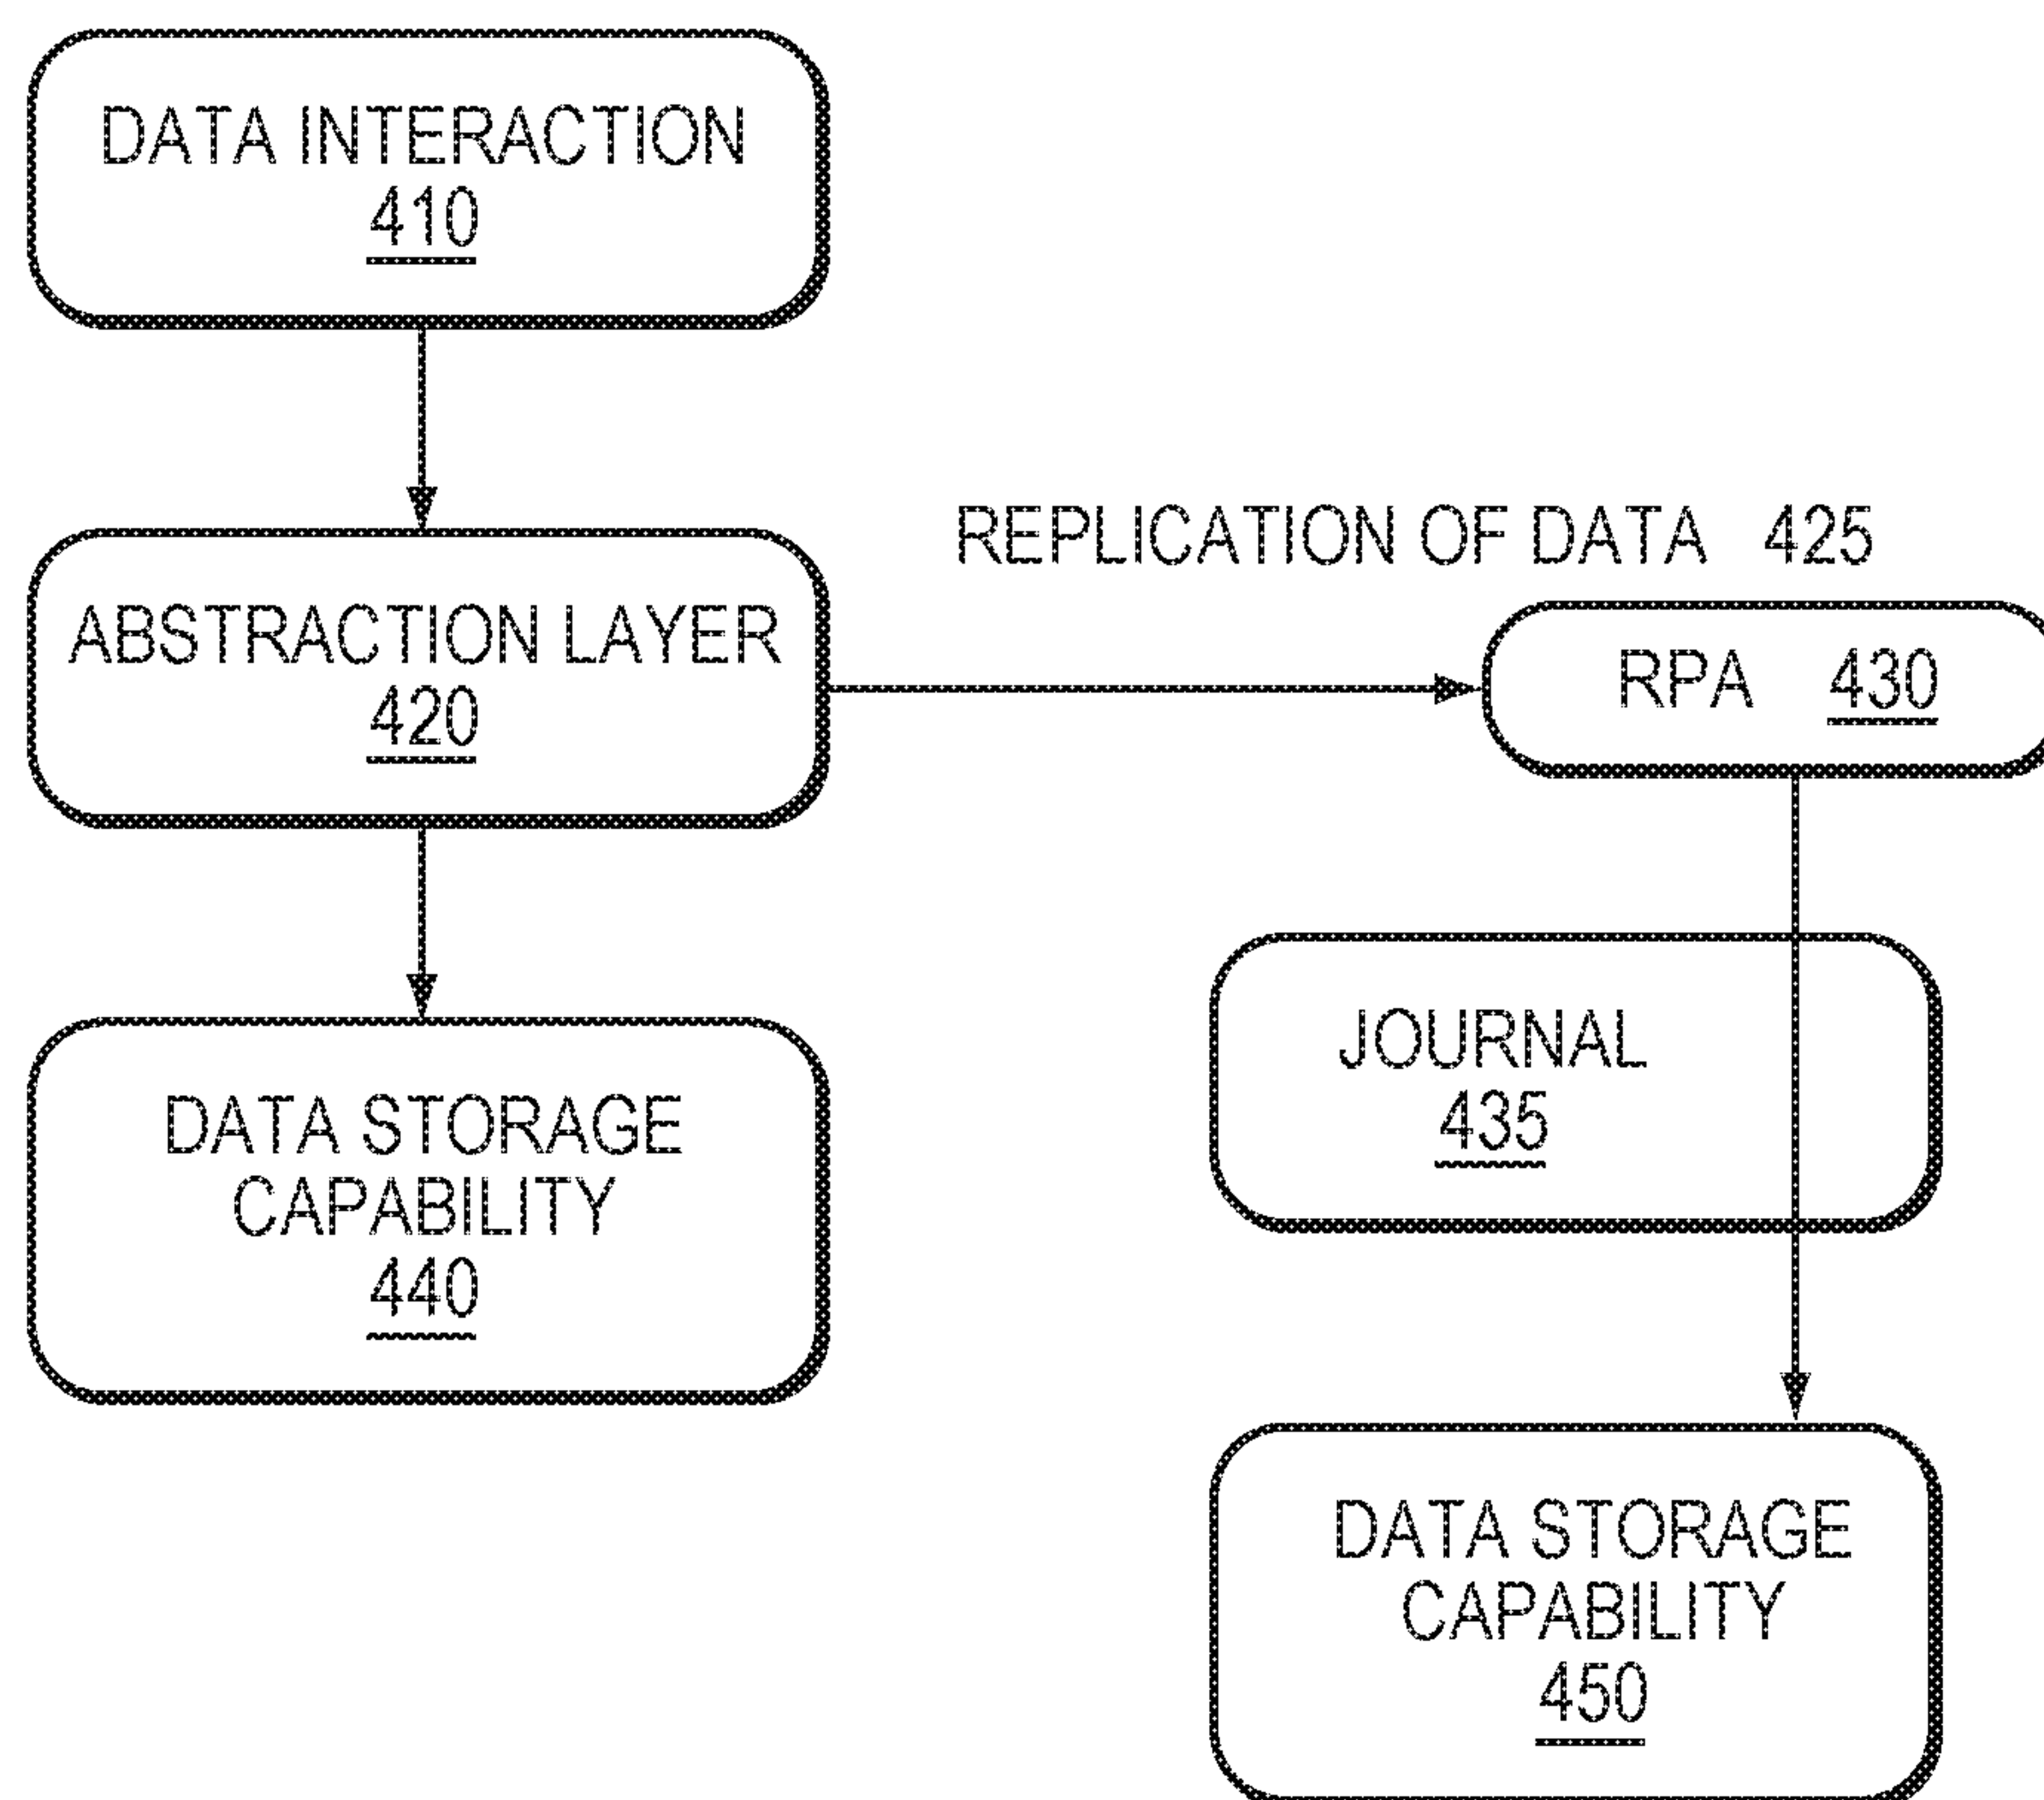 DATA INTERACTION
410
REPLICATION OF DATA 425
ABSTRACTION LAYER
420
RPA 430
JOURNAL
435
DATA STORAGE
CAPABILITY
440
DATA STORAGE
CAPABILITY
450